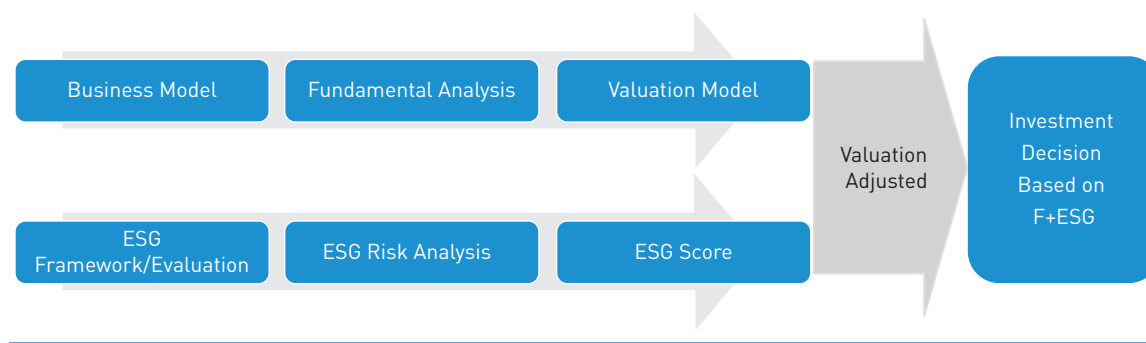 Business Model
Fundamental Analysis
Valuation Model
Valuation
Adjusted
Investment
Decision
Based on
F+ESG
ESG
Framework/Evaluation
ESG Risk Analysis
ESG Score